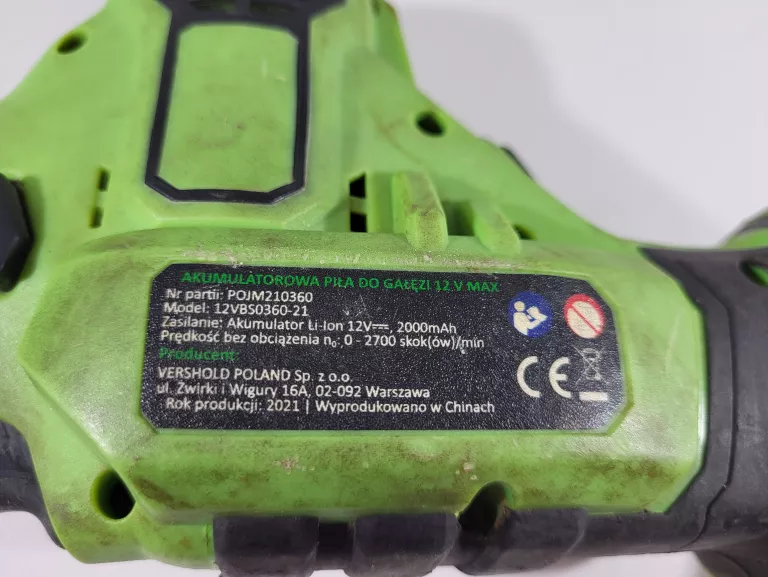 AKUMULATOROWA PIŁA DO GAŁĘZI 12 V MAX
Nr partii: POJM210360
Model: 12VBS0360-21
Zasilanie: Akumulator Li-Ion 12V⎓, 2000mAh
Prędkość bez obciążenia n₀: 0 - 2700 skok(ów)/min
Producent:
VERSHOLD POLAND Sp. z o.o.
ul. Żwirki i Wigury 16A, 02-092 Warszawa
Rok produkcji: 2021 | Wyprodukowano w Chinach
CE